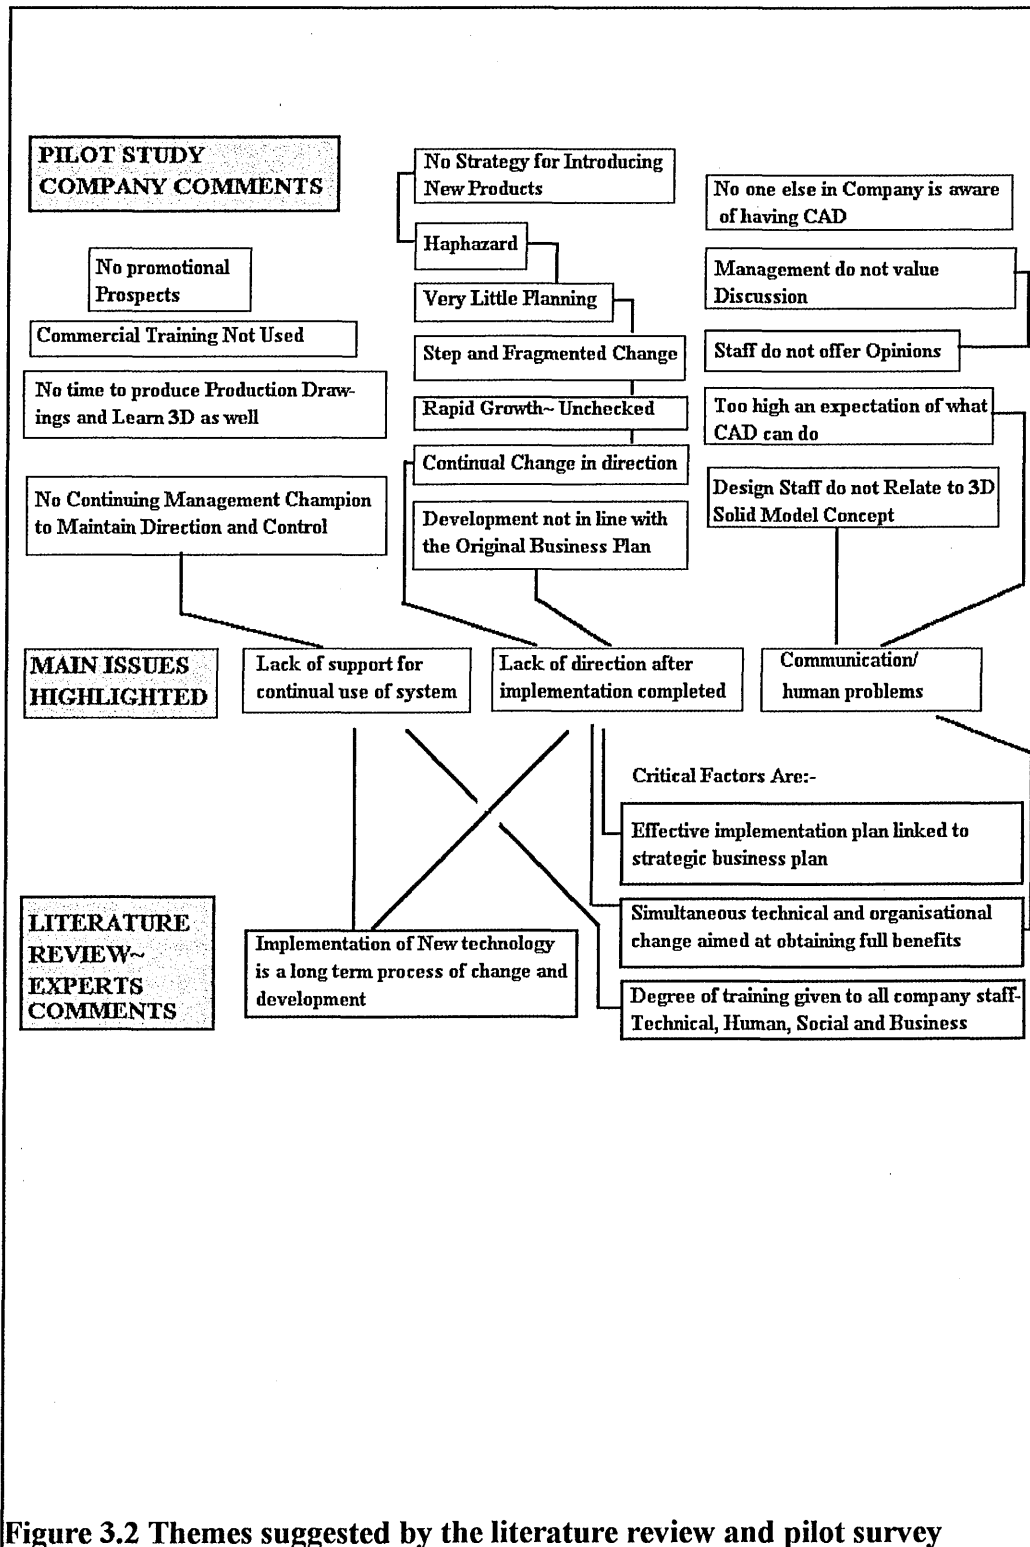 PILOT STUDY
COMPANY COMMENTS
No promotional
Prospects
Commercial Training Not Used
No time to produce Production Draw-
ings and Learn 3D as well
No Continuing Management Champion
to Maintain Direction and Control
No Strategy for Introducing
New Products
Haphazard
Very Little Planning
Step and Fragmented Change
Rapid Growth~ Unchecked
Continual Change in direction
Development not in line with
the Original Business Plan
No one else in Company is aware
of having CAD
Management do not value
Discussion
Staff do not offer Opinions
Too high an expectation of what
CAD can do
Design Staff do not Relate to 3D
Solid Model Concept
MAIN ISSUES
HIGHLIGHTED
Lack of support for
continual use of system
Lack of direction after
implementation completed
Communication/
human problems
Critical Factors Are:-
Effective implementation plan linked to
strategic business plan
Simultaneous technical and organisational
change aimed at obtaining full benefits
Degree of training given to all company staff-
Technical, Human, Social and Business
LITERATURE
REVIEW~
EXPERTS
COMMENTS
Implementation of New technology
is a long term process of change and
development
Figure 3.2 Themes suggested by the literature review and pilot survey